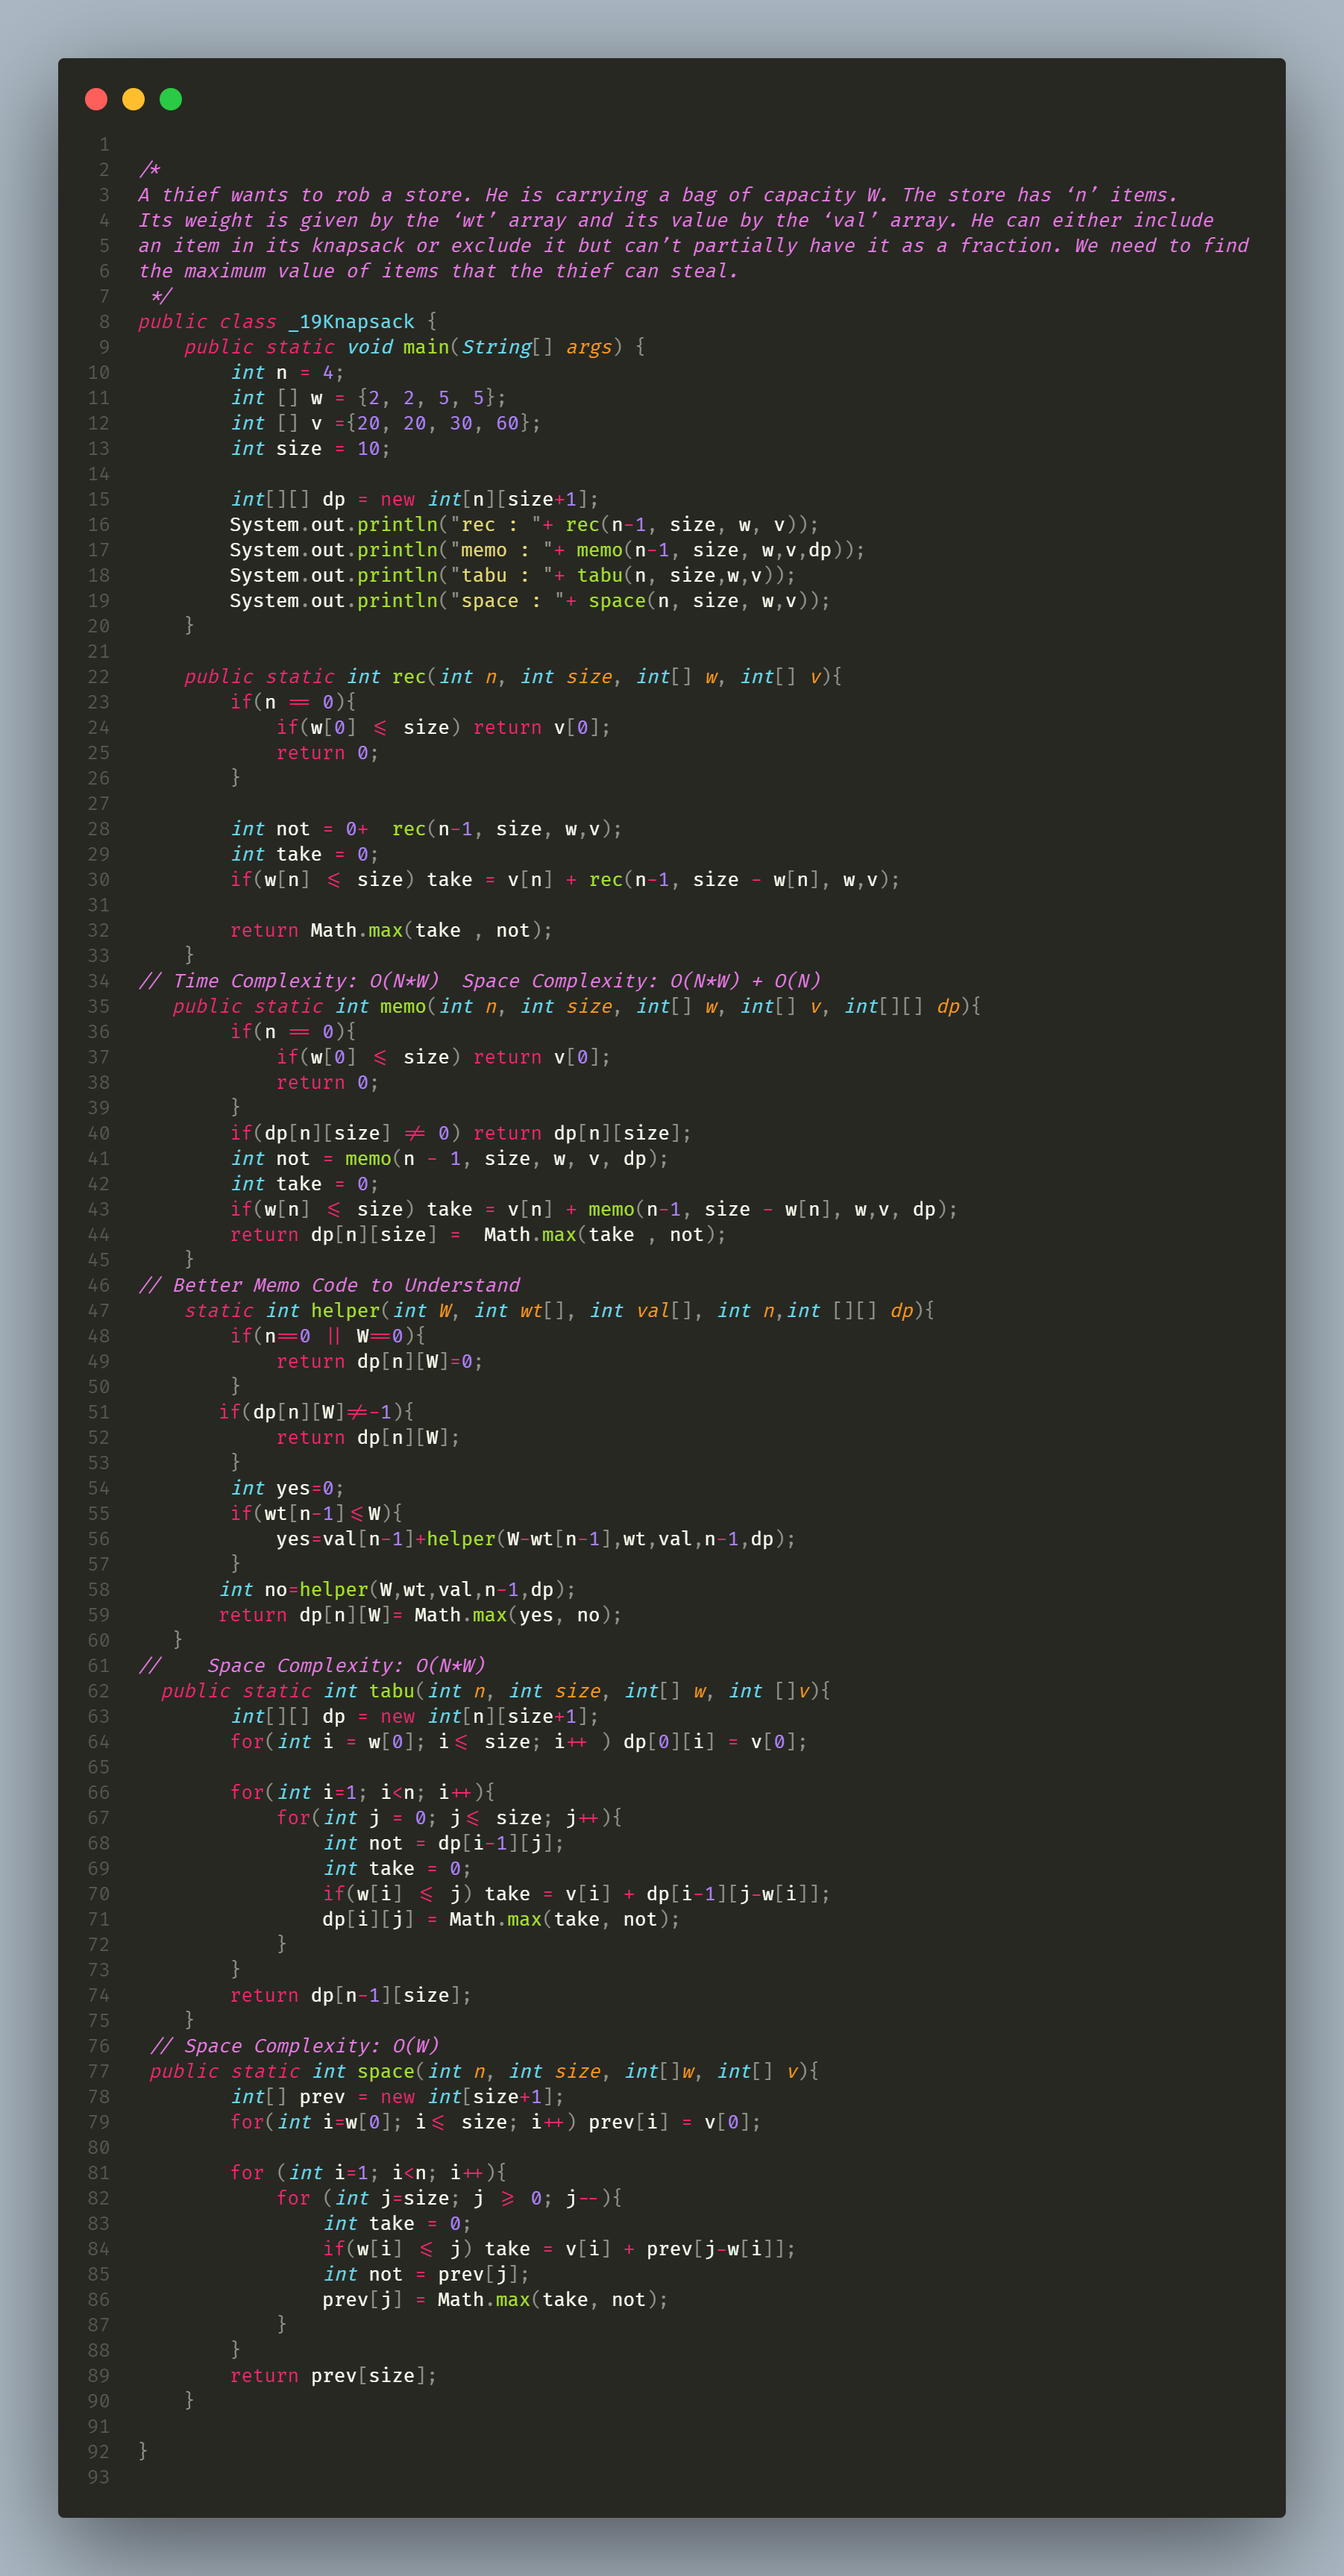 1
2 /*
3 A thief wants to rob a store. He is carrying a bag of capacity W. The store has ‘n’ items.
4 Its weight is given by the ‘wt’ array and its value by the ‘val’ array. He can either include
5 an item in its knapsack or exclude it but can’t partially have it as a fraction. We need to find
6 the maximum value of items that the thief can steal.
7  */
8 public class _19Knapsack {
9     public static void main(String[] args) {
10         int n = 4;
11         int [] w = {2, 2, 5, 5};
12         int [] v ={20, 20, 30, 60};
13         int size = 10;
14
15         int[][] dp = new int[n][size+1];
16         System.out.println("rec : "+ rec(n-1, size, w, v));
17         System.out.println("memo : "+ memo(n-1, size, w,v,dp));
18         System.out.println("tabu : "+ tabu(n, size,w,v));
19         System.out.println("space : "+ space(n, size, w,v));
20     }
21
22     public static int rec(int n, int size, int[] w, int[] v){
23         if(n == 0){
24             if(w[0] <= size) return v[0];
25             return 0;
26         }
27
28         int not = 0+  rec(n-1, size, w,v);
29         int take = 0;
30         if(w[n] <= size) take = v[n] + rec(n-1, size - w[n], w,v);
31
32         return Math.max(take , not);
33     }
34 // Time Complexity: O(N*W)  Space Complexity: O(N*W) + O(N)
35    public static int memo(int n, int size, int[] w, int[] v, int[][] dp){
36         if(n == 0){
37             if(w[0] <= size) return v[0];
38             return 0;
39         }
40         if(dp[n][size] != 0) return dp[n][size];
41         int not = memo(n - 1, size, w, v, dp);
42         int take = 0;
43         if(w[n] <= size) take = v[n] + memo(n-1, size - w[n], w,v, dp);
44         return dp[n][size] =  Math.max(take , not);
45     }
46 // Better Memo Code to Understand
47     static int helper(int W, int wt[], int val[], int n,int [][] dp){
48         if(n==0 || W==0){
49             return dp[n][W]=0;
50         }
51        if(dp[n][W]!=-1){
52             return dp[n][W];
53         }
54         int yes=0;
55         if(wt[n-1]<=W){
56             yes=val[n-1]+helper(W-wt[n-1],wt,val,n-1,dp);
57         }
58        int no=helper(W,wt,val,n-1,dp);
59        return dp[n][W]= Math.max(yes, no);
60    }
61 //    Space Complexity: O(N*W)
62   public static int tabu(int n, int size, int[] w, int []v){
63         int[][] dp = new int[n][size+1];
64         for(int i = w[0]; i<= size; i++ ) dp[0][i] = v[0];
65
66         for(int i=1; i<n; i++){
67             for(int j = 0; j<= size; j++){
68                 int not = dp[i-1][j];
69                 int take = 0;
70                 if(w[i] <= j) take = v[i] + dp[i-1][j-w[i]];
71                 dp[i][j] = Math.max(take, not);
72             }
73         }
74         return dp[n-1][size];
75     }
76  // Space Complexity: O(W)
77  public static int space(int n, int size, int[]w, int[] v){
78         int[] prev = new int[size+1];
79         for(int i=w[0]; i<= size; i++) prev[i] = v[0];
80
81         for (int i=1; i<n; i++){
82             for (int j=size; j >= 0; j--){
83                 int take = 0;
84                 if(w[i] <= j) take = v[i] + prev[j-w[i]];
85                 int not = prev[j];
86                 prev[j] = Math.max(take, not);
87             }
88         }
89         return prev[size];
90     }
91
92 }
93